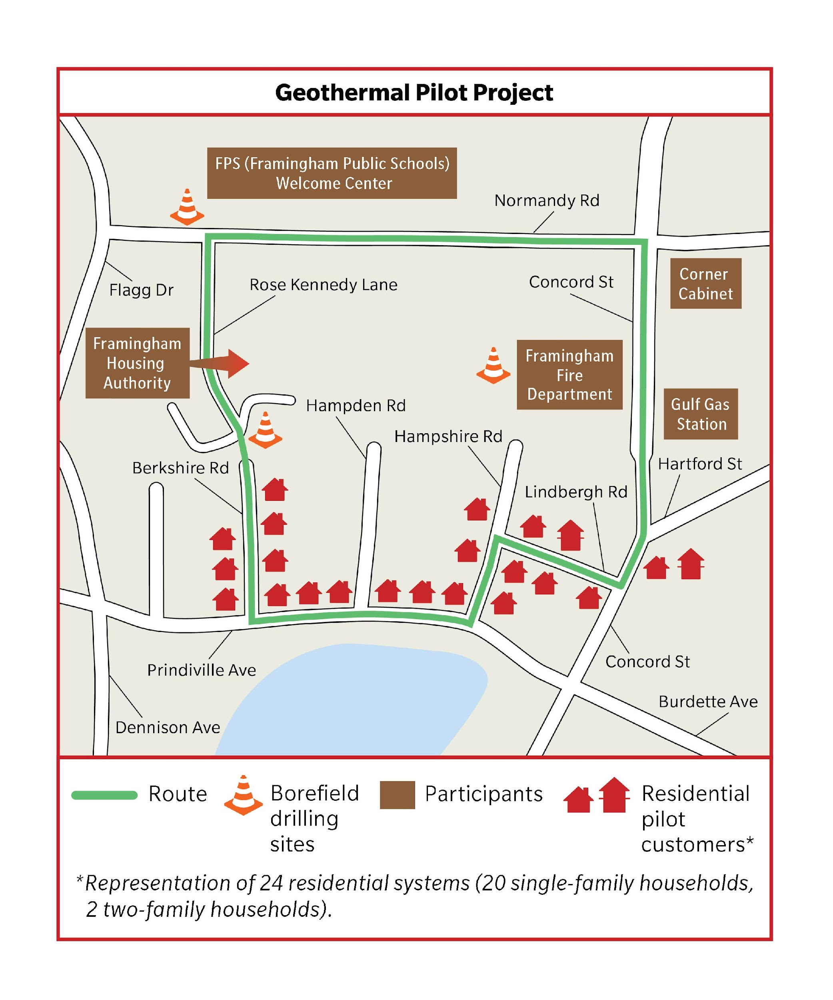 Geothermal Pilot Project
FPS (Framingham Public Schools)
Welcome Center
Normandy Rd
Corner
Cabinet
Flagg Dr
Rose Kennedy Lane
Concord St
Framingham
Housing
Authority
Framingham
Fire
Department
Gulf Gas
Station
Hampden Rd
Hampshire Rd
Berkshire Rd
Hartford St
Lindbergh Rd
Prindiville Ave
Concord St
Burdette Ave
Dennison Ave
Route
Borefield
drilling
sites
Participants
Residential
pilot
customers*
*Representation of 24 residential systems (20 single-family households,
2 two-family households).